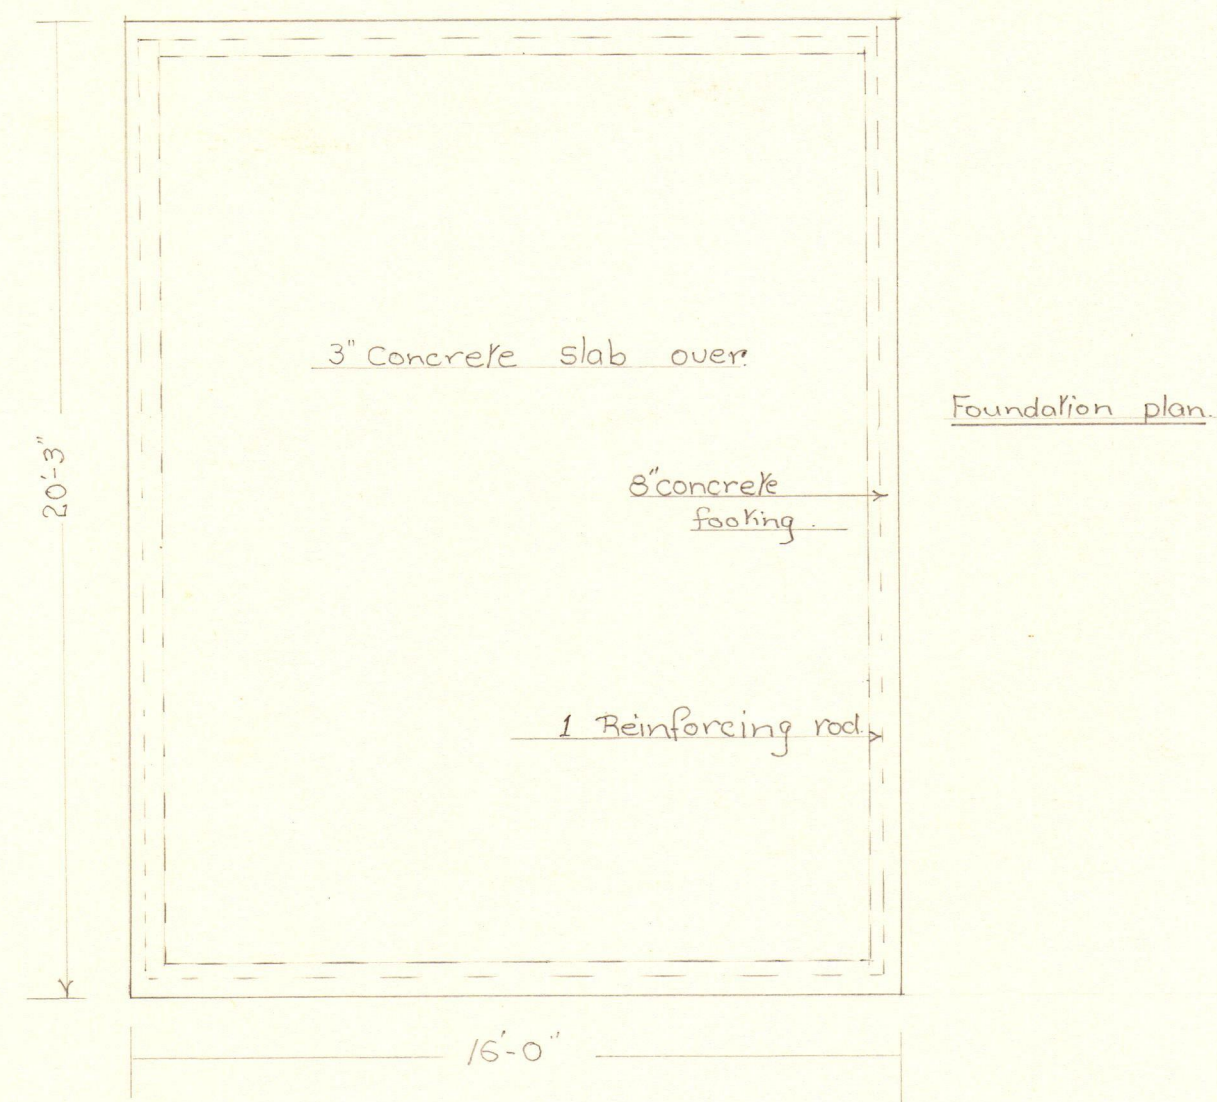 3" Concrete slab over.
Foundation plan.
20'-3"
8" concrete
footing.
1 Reinforcing rod.
16'-0"